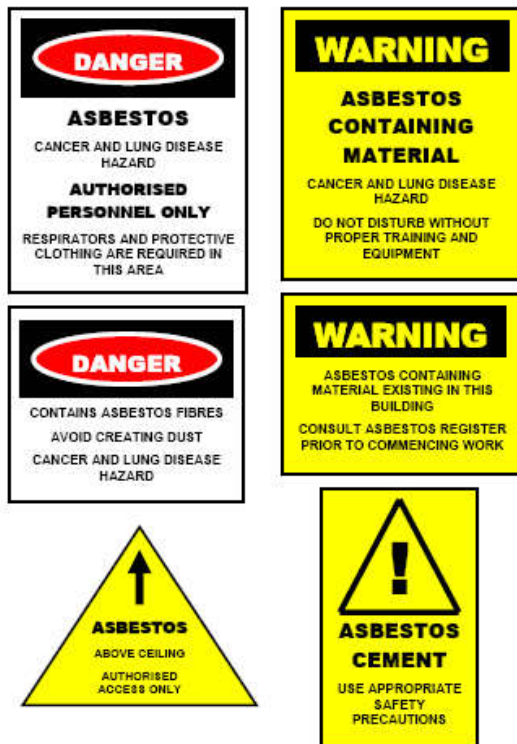 DANGER
ASBESTOS
CANCER AND LUNG DISEASE
HAZARD
AUTHORISED
PERSONNEL ONLY
RESPIRATORS AND PROTECTIVE
CLOTHING ARE REQUIRED IN
THIS AREA
WARNING
ASBESTOS
CONTAINING
MATERIAL
CANCER AND LUNG DISEASE
HAZARD
DO NOT DISTURB WITHOUT
PROPER TRAINING AND
EQUIPMENT
DANGER
CONTAINS ASBESTOS FIBRES
AVOID CREATING DUST
CANCER AND LUNG DISEASE
HAZARD
WARNING
ASBESTOS CONTAINING
MATERIAL EXISTING IN THIS
BUILDING
CONSULT ASBESTOS REGISTER
PRIOR TO COMMENCING WORK
ASBESTOS
ABOVE CEILING
AUTHORISED
ACCESS ONLY
!
ASBESTOS
CEMENT
USE APPROPRIATE
SAFETY
PRECAUTIONS